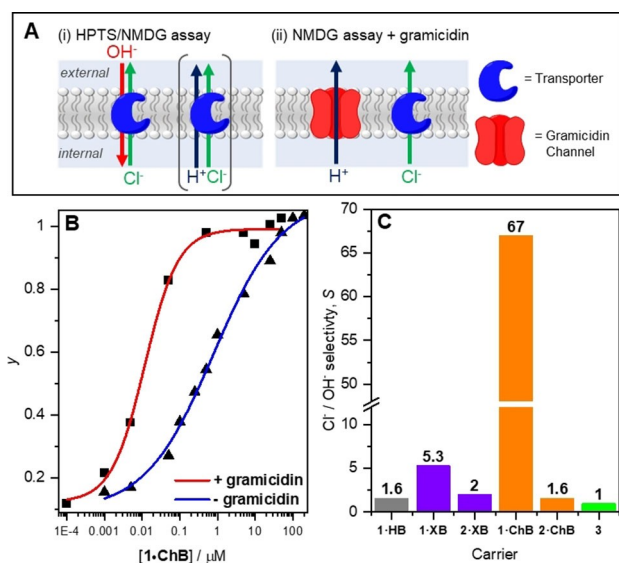 A
(i) HPTS/NMDG assay
(ii) NMDG assay + gramicidin
OH⁻
external
internal
Cl⁻
H⁺ Cl⁻
H⁺
Cl⁻
= Transporter
= Gramicidin
Channel
B
y
1
0.8
0.6
0.4
0.2
+ gramicidin
- gramicidin
1E-4 0.001 0.01 0.1 1 10 100
[1•ChB] / μM
C
Cl⁻ / OH⁻ selectivty, S
70
65
60
55
50
10
5
0
67
5.3
1.6
2
1.6
1
1·HB 1·XB 2·XB 1·ChB 2·ChB 3
Carrier